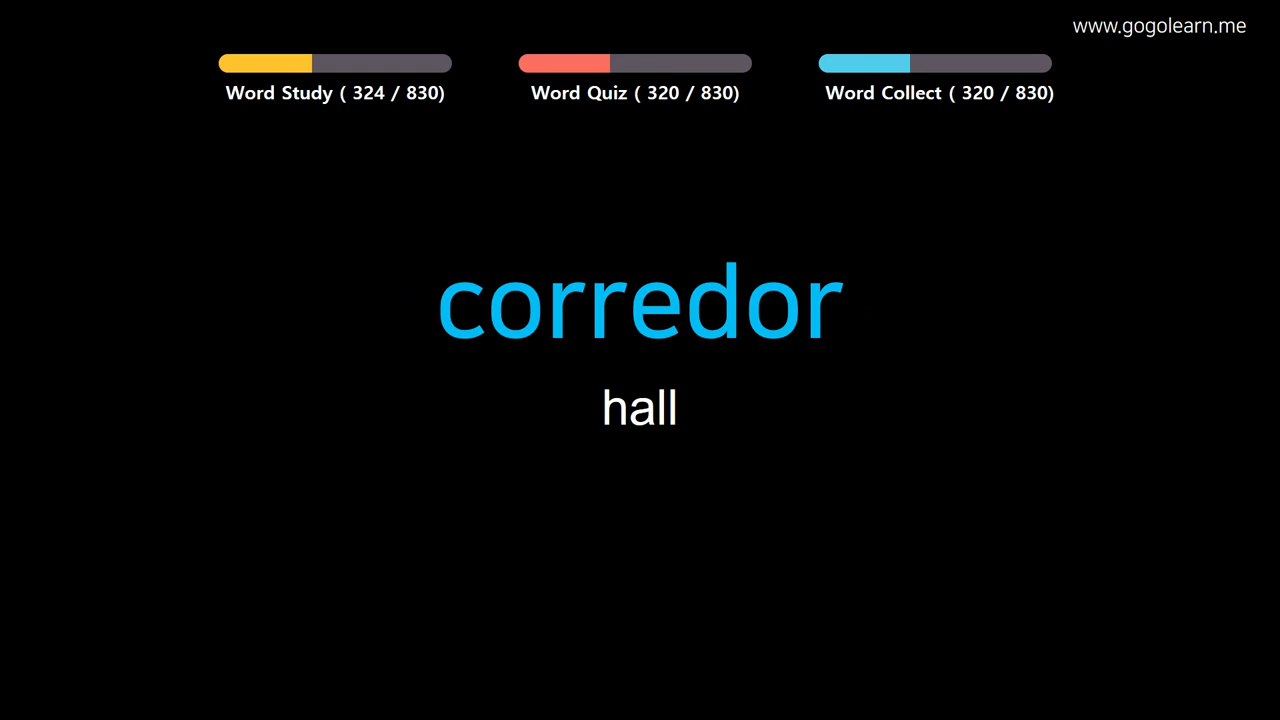 www.gogolearn.me
Word Study ( 324 / 830)
Word Quiz ( 320 / 830)
Word Collect ( 320 / 830)
corredor
hall